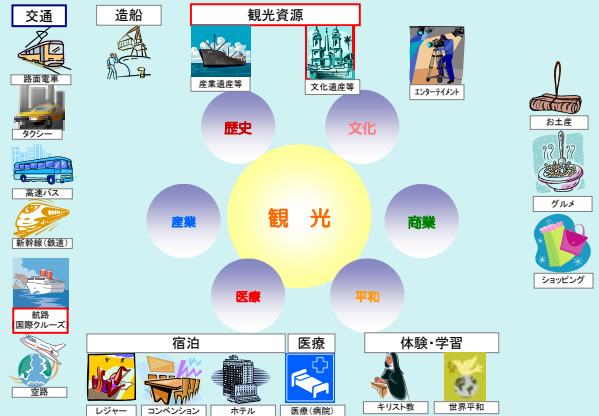 交通
造船
観光資源
路面電車
産業遺産等
文化遺産等
エンターテイメント
タクシー
お土産
歴史
文化
高速バス
グルメ
産業
観 光
商業
新幹線(鉄道)
ショッピング
医療
平和
航路
(国際クルーズ)
宿泊
医療
体験・学習
空路
レジャー
コンベンション
ホテル
医療(病院)
キリスト教
世界平和